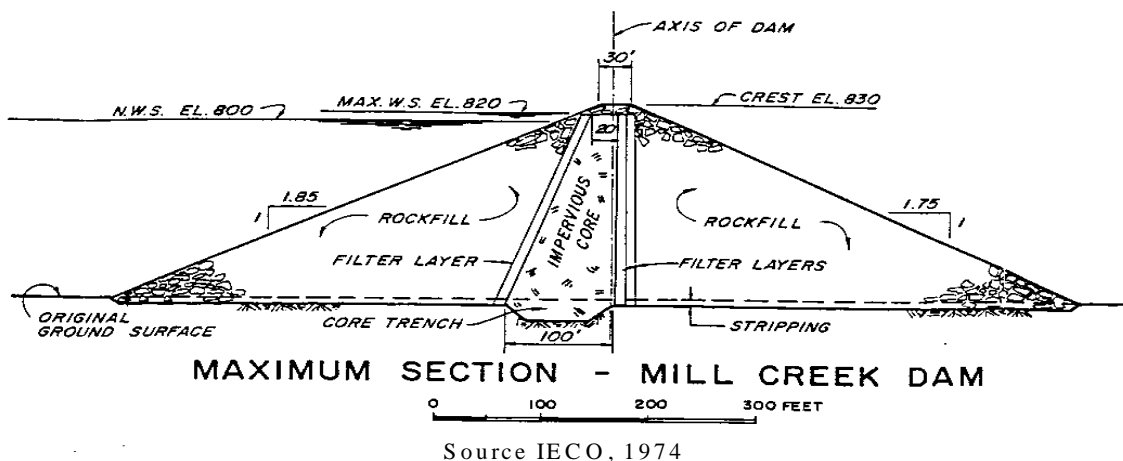 AXIS OF DAM
30'
N.W.S. EL. 800
MAX. W.S. EL. 820
CREST EL. 830
20'
1.85
1
1.75
1
ROCKFILL
IMPERVIOUS
CORE
ROCKFILL
FILTER LAYER
FILTER LAYERS
ORIGINAL
GROUND SURFACE
CORE TRENCH
STRIPPING
100'
MAXIMUM SECTION - MILL CREEK DAM
0 100 200 300 FEET
Source IECO, 1974